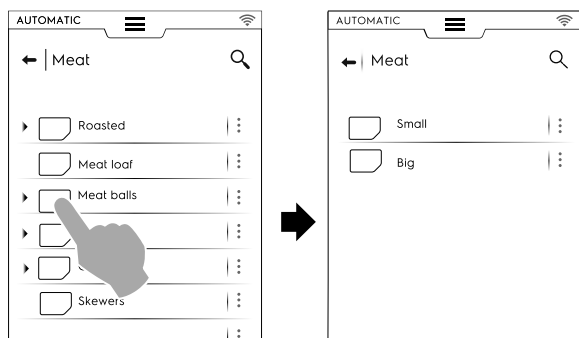 AUTOMATIC
Meat
Roasted
Meat loaf
Meat balls
Skewers
AUTOMATIC
Meat
Small
Big